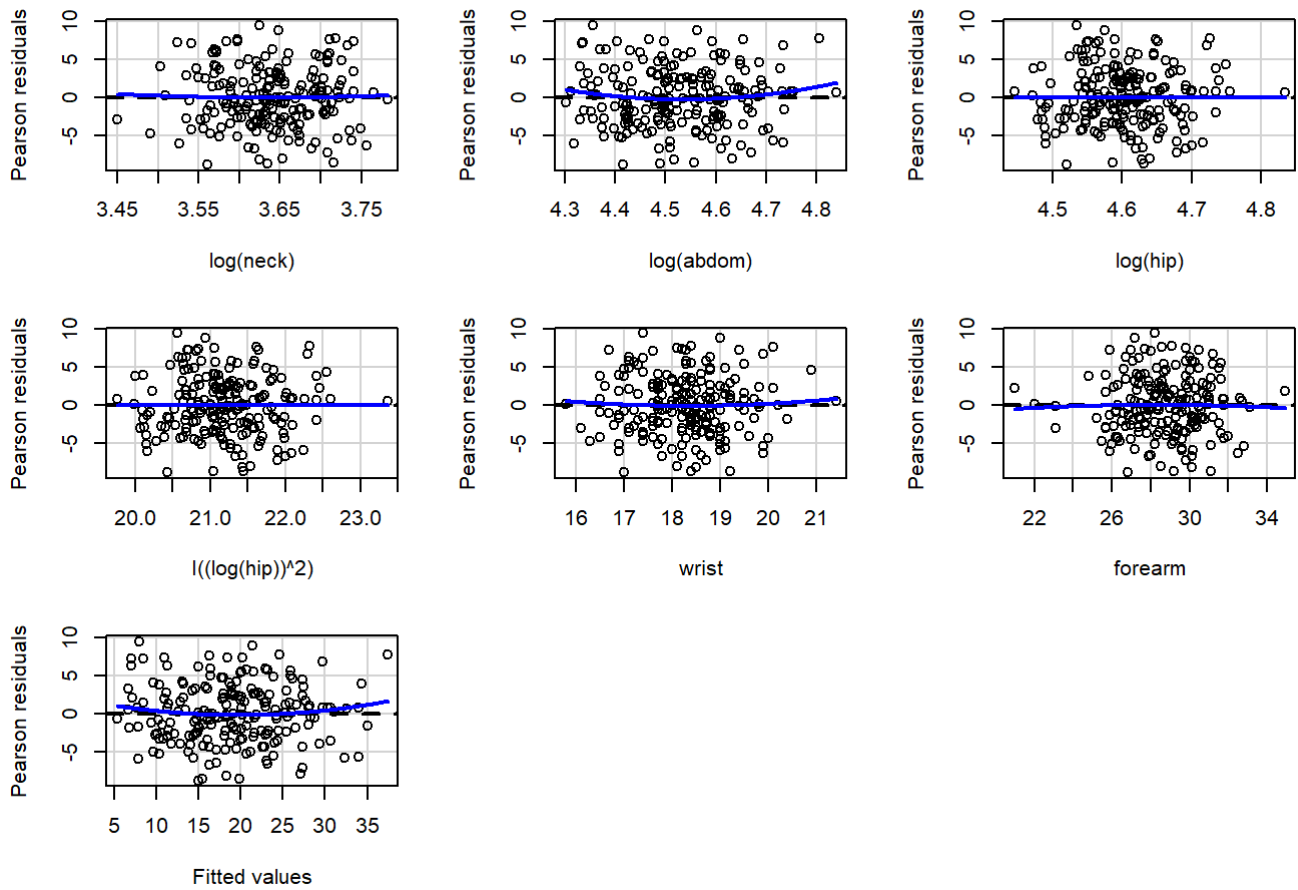 Pearson residuals
10
5
0
-5
3.45 3.55 3.65 3.75
log(neck)
Pearson residuals
10
5
0
-5
4.3 4.4 4.5 4.6 4.7 4.8
log(abdom)
Pearson residuals
10
5
0
-5
4.5 4.6 4.7 4.8
log(hip)
Pearson residuals
10
5
0
-5
20.0 21.0 22.0 23.0
I((log(hip))^2)
Pearson residuals
10
5
0
-5
16 17 18 19 20 21
wrist
Pearson residuals
10
5
0
-5
22 26 30 34
forearm
Pearson residuals
10
5
0
-5
5 10 15 20 25 30 35
Fitted values